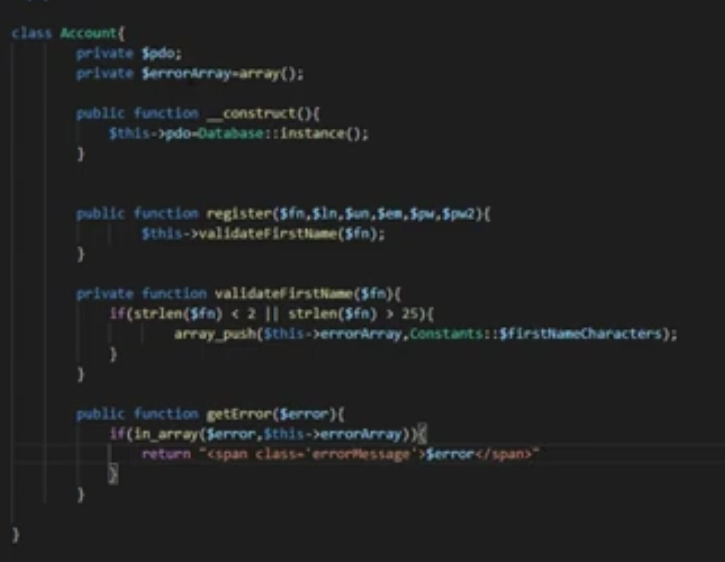 class Account{
private $pdo;
private $errorArray=array();
public function __construct(){
$this->pdo=Database::instance();
}
public function register($fn,$ln,$un,$em,$pw,$pw2){
$this->validateFirstName($fn);
}
private function validateFirstName($fn){
if(strlen($fn) < 2 || strlen($fn) > 25){
array_push($this->errorArray,Constants::$firstNameCharacters);
}
}
public function getError($error){
if(in_array($error,$this->errorArray)){
return "<span class='errorMessage'>$error</span>"
}
}
}